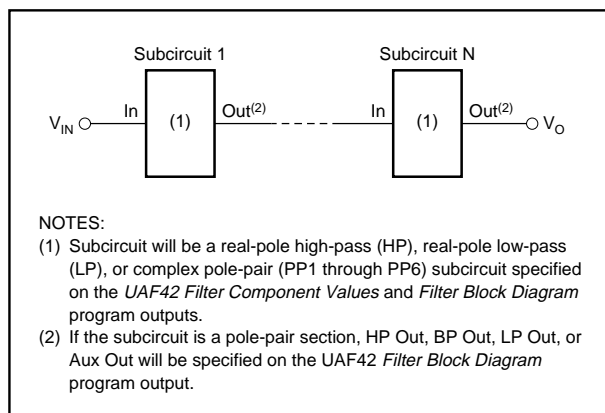 Subcircuit 1 Subcircuit N
In (1) Out(2) In (1) Out(2)
VIN VO
NOTES:
(1) Subcircuit will be a real-pole high-pass (HP), real-pole low-pass
(LP), or complex pole-pair (PP1 through PP6) subcircuit specified
on the UAF42 Filter Component Values and Filter Block Diagram
program outputs.
(2) If the subcircuit is a pole-pair section, HP Out, BP Out, LP Out, or
Aux Out will be specified on the UAF42 Filter Block Diagram
program output.